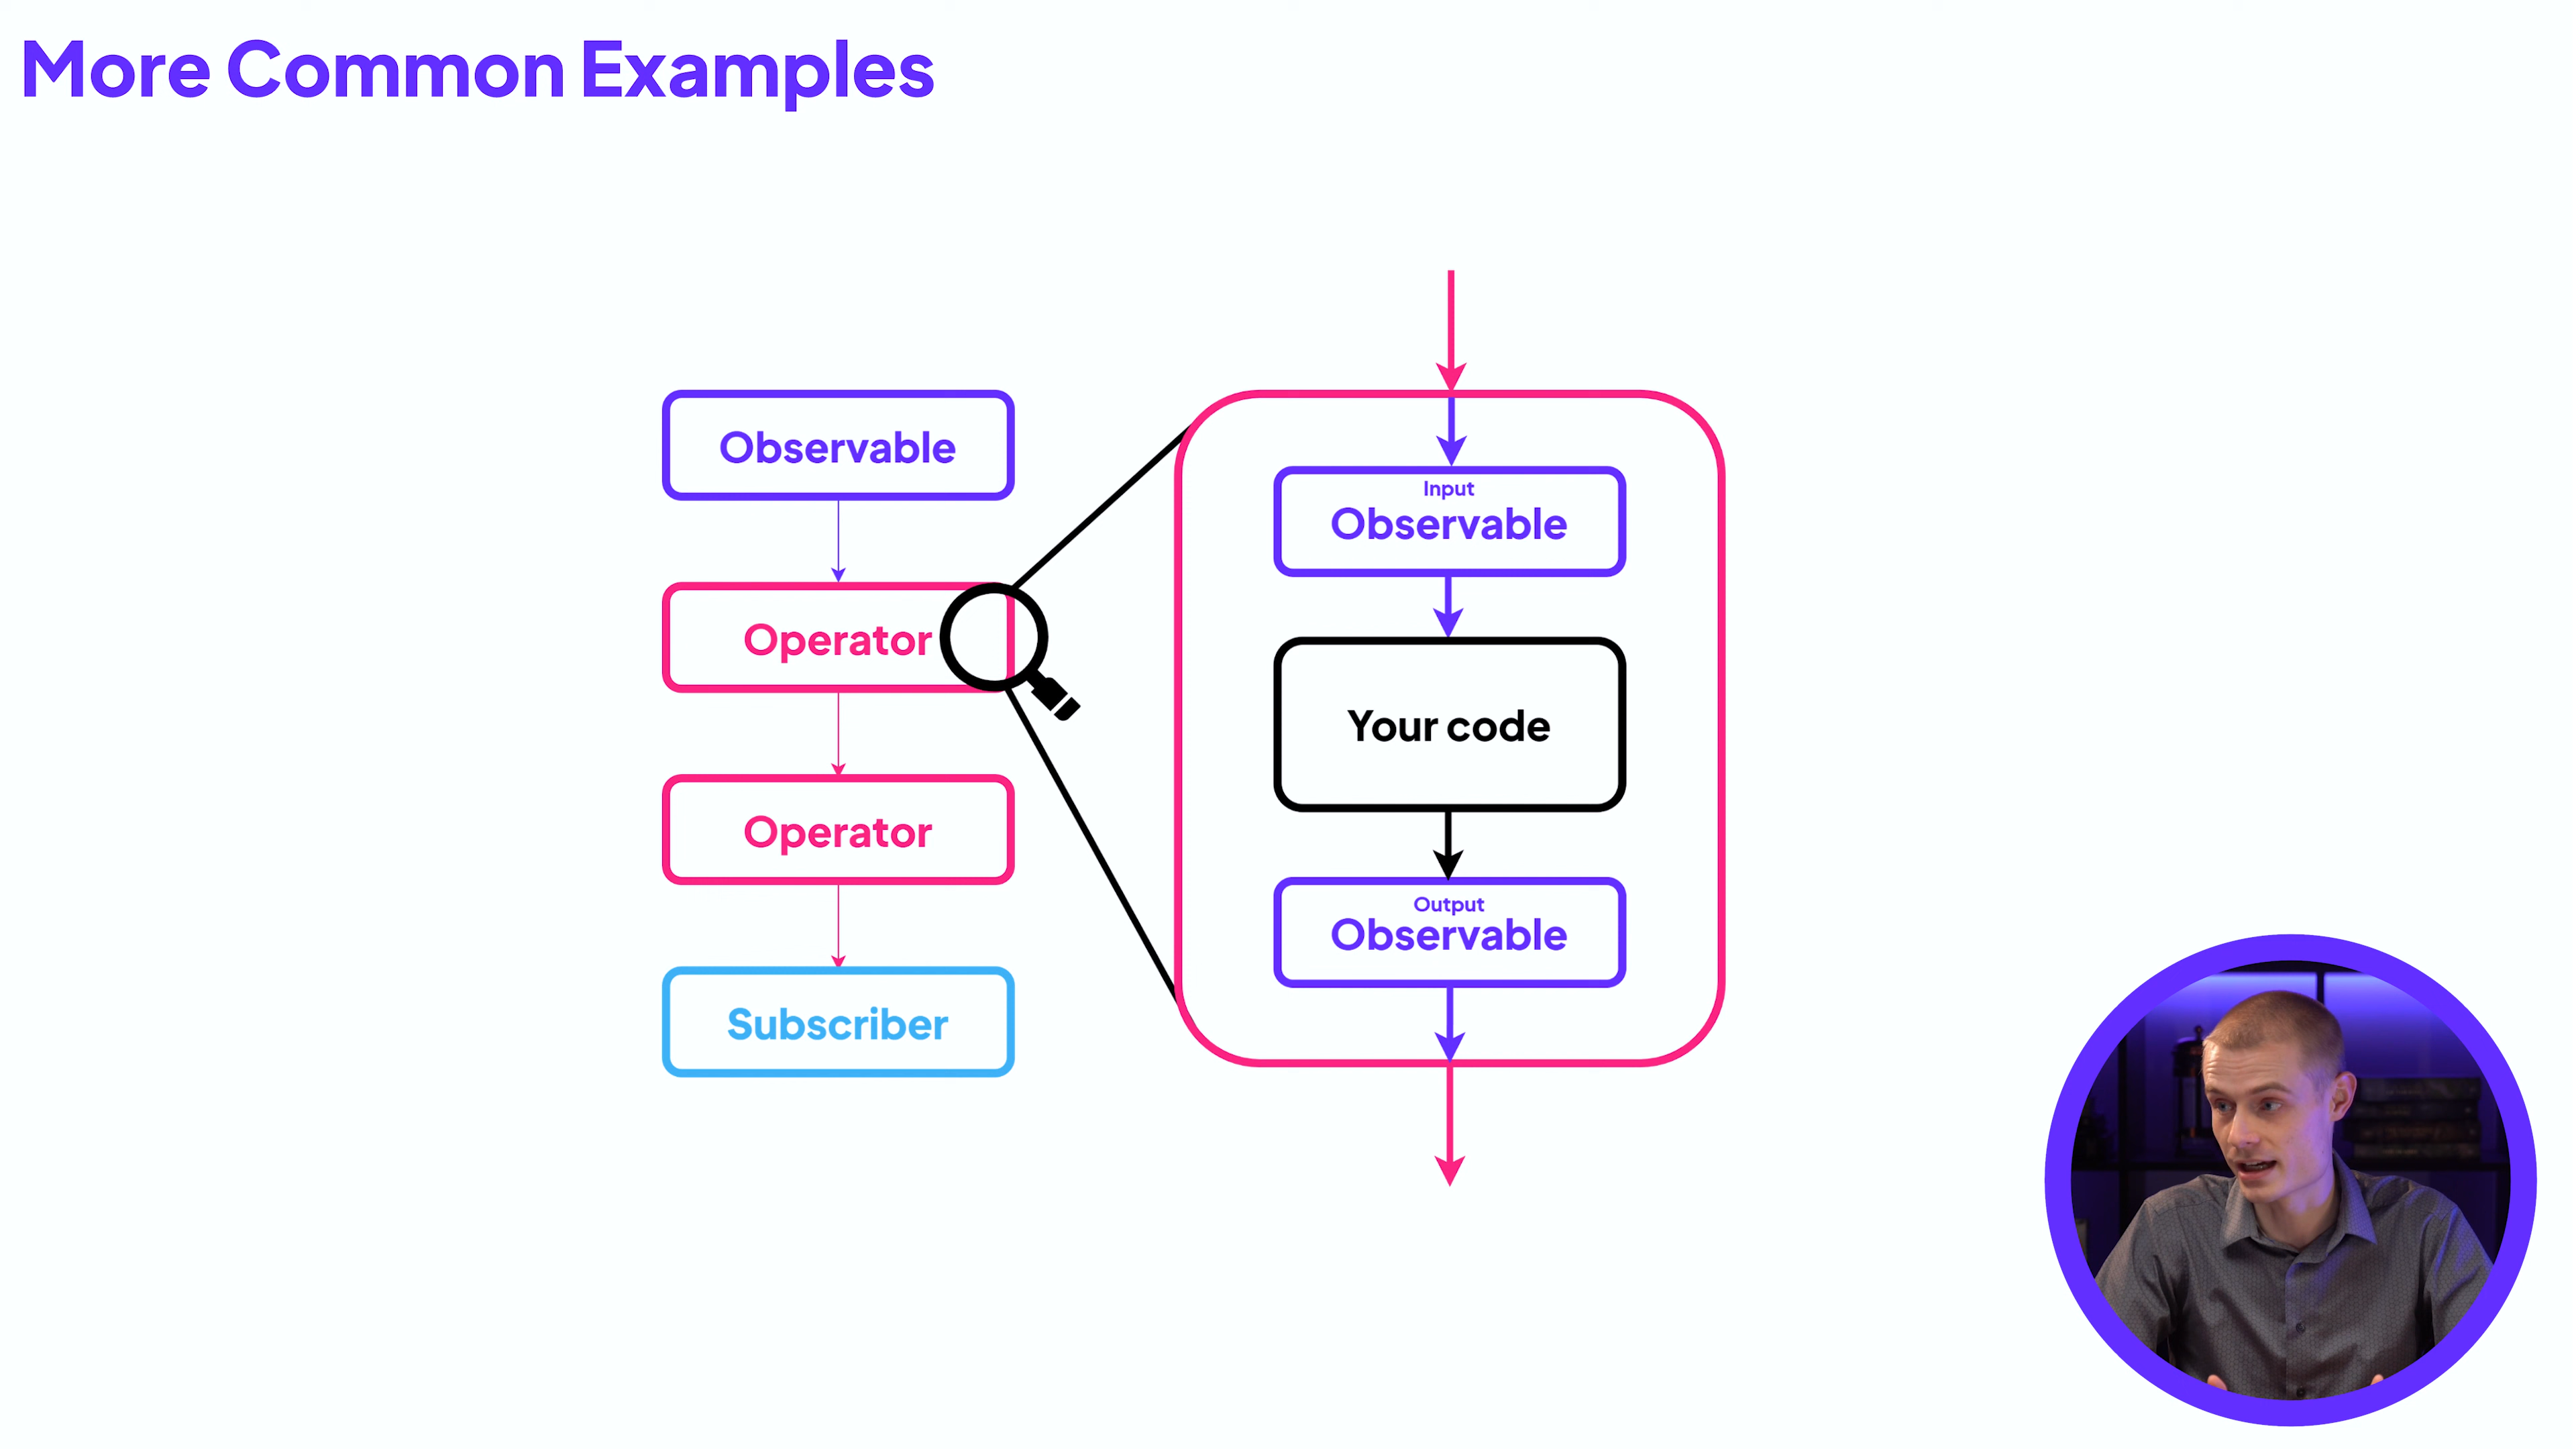 More Common Examples
Observable
Operator
Operator
Subscriber
Input
Observable
Your code
Output
Observable